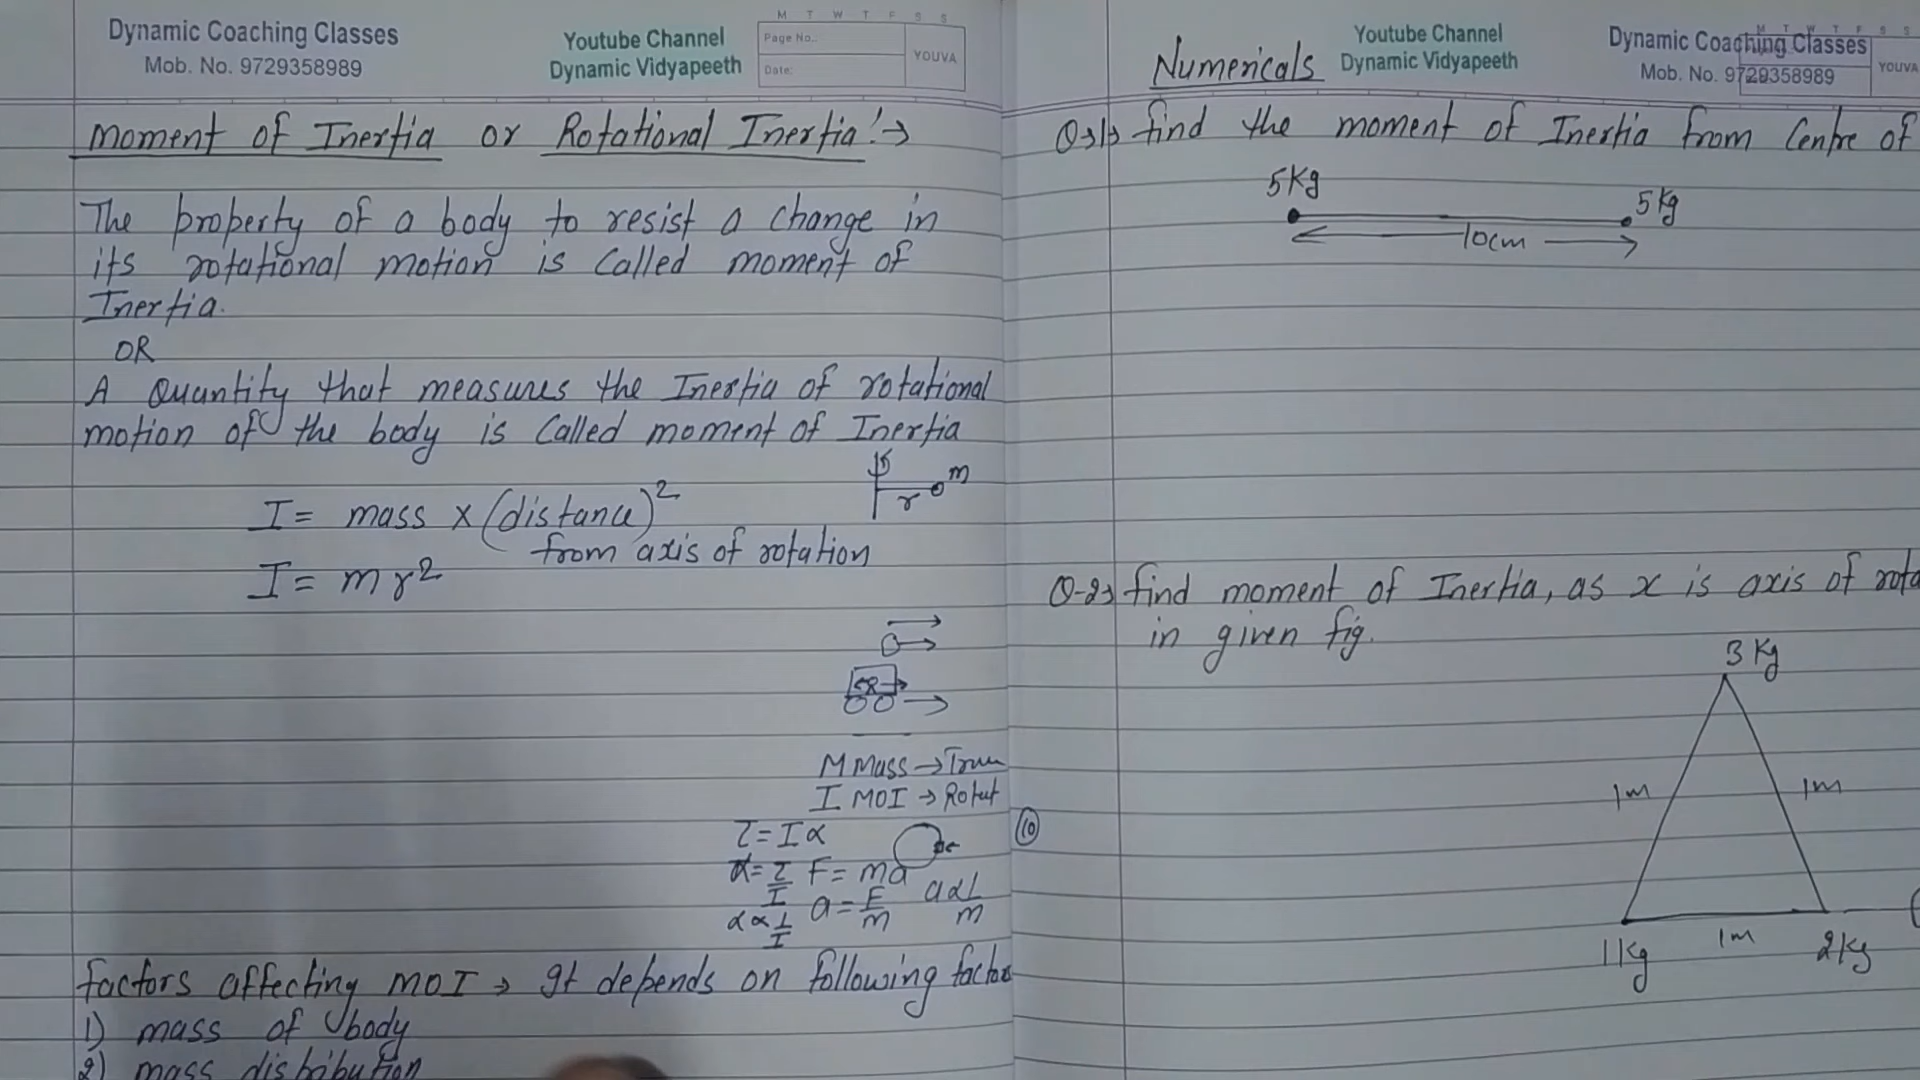 Dynamic Coaching Classes
Mob. No. 9729358989
Youtube Channel
Dynamic Vidyapeeth
M T W T F S S
Page No.:
Date:
YOUVA
Moment of Inertia or Rotational Inertia:→
The property of a body to resist a change in
its rotational motion is called moment of
Inertia.
OR
A Quantity that measures the Inertia of rotational
motion of the body is called moment of Inertia
I = mass x (distance)²
from axis of rotation
I = mr²
r
m
M Mass →
I MOI → Rotat
τ = Iα
α = τ/I F = ma
α ∝ 1/I a = F/m a α 1/m
factors affecting MOI → It depends on following factor
1) mass of body
2) mass distribution
Numericals
Youtube Channel
Dynamic Vidyapeeth
Dynamic Coaching Classes
Mob. No. 9729358989
M T W T F S S
YOUVA
Q→1→ find the moment of Inertia from Centre of
5Kg
5Kg
10cm
Q-2→ find moment of Inertia, as x is axis of rota
in given fig.
3 Kg
1m
1m
10
1Kg
1m
2Kg